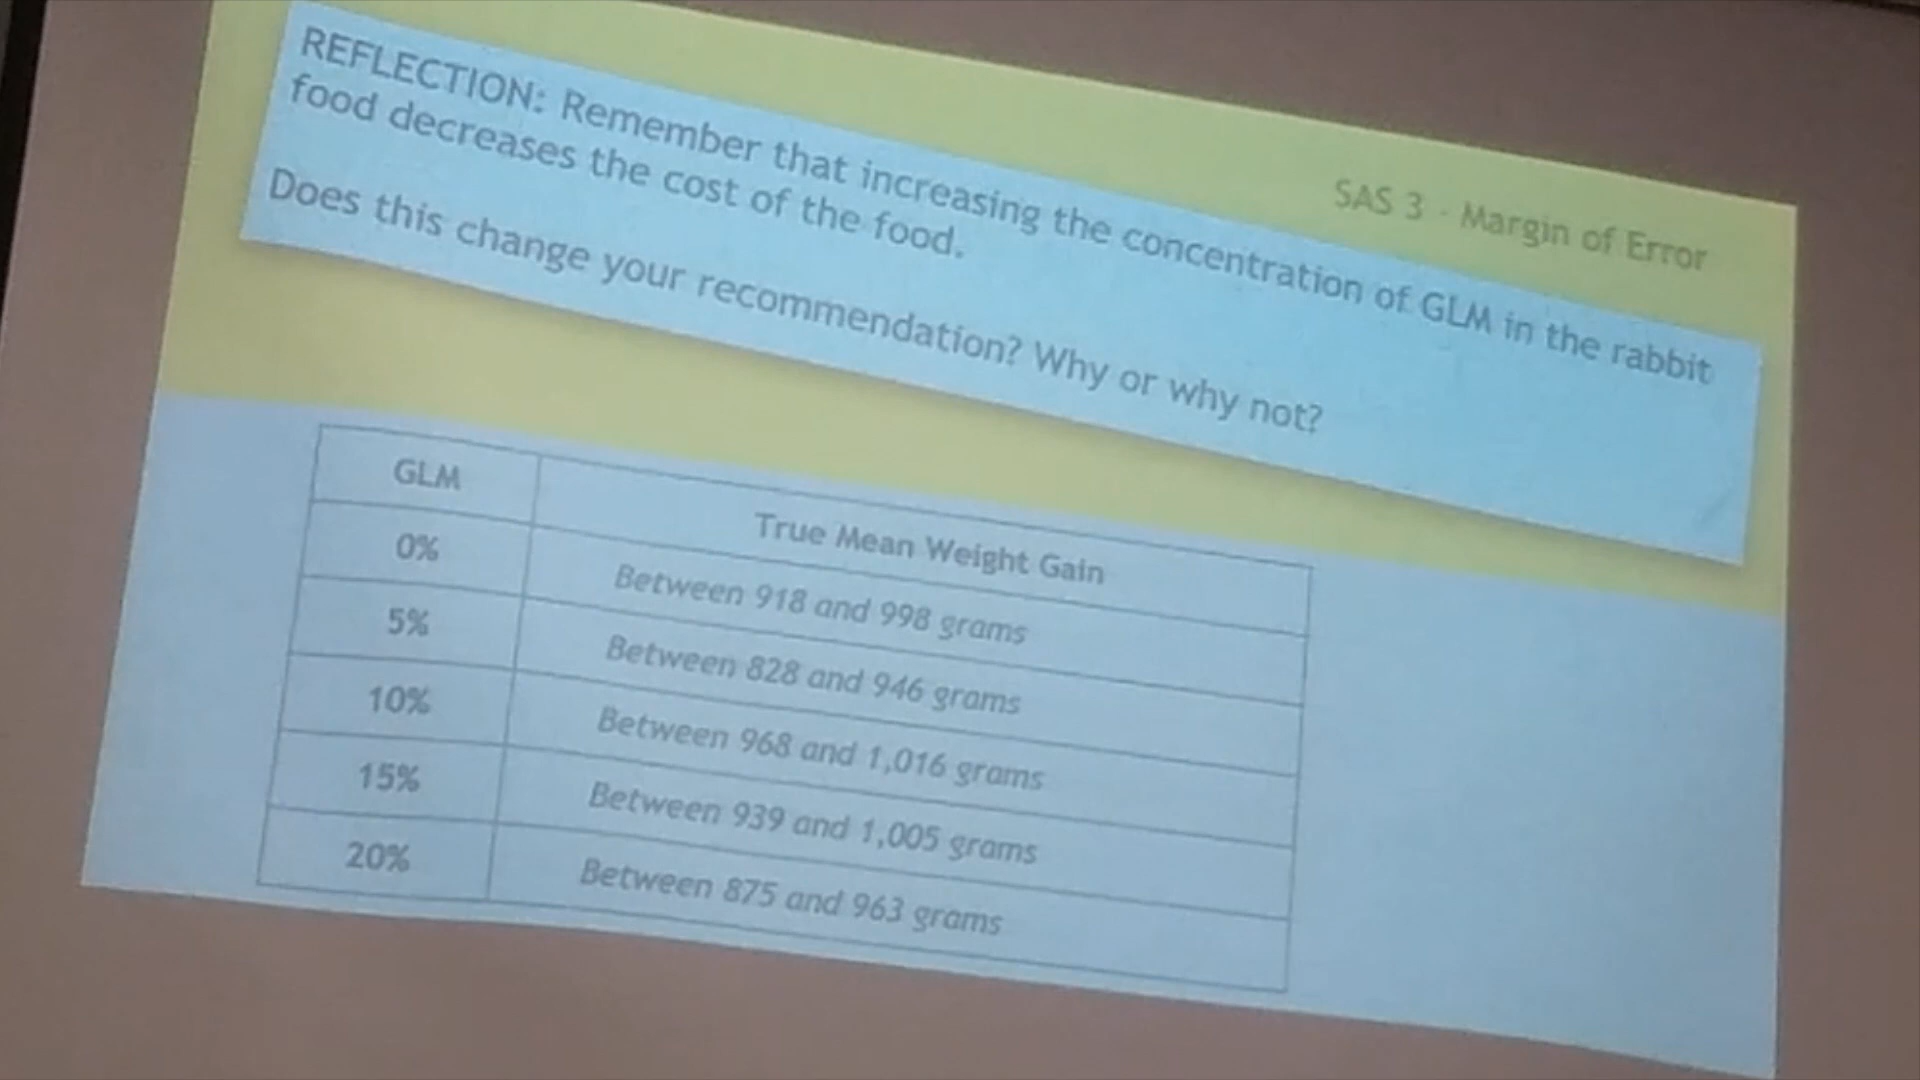 SAS 3 - Margin of Error
REFLECTION: Remember that increasing the concentration of GLM in the rabbit
food decreases the cost of the food.
Does this change your recommendation? Why or why not?
GLM True Mean Weight Gain
0% Between 918 and 998 grams
5% Between 828 and 946 grams
10% Between 968 and 1,016 grams
15% Between 939 and 1,005 grams
20% Between 875 and 963 grams